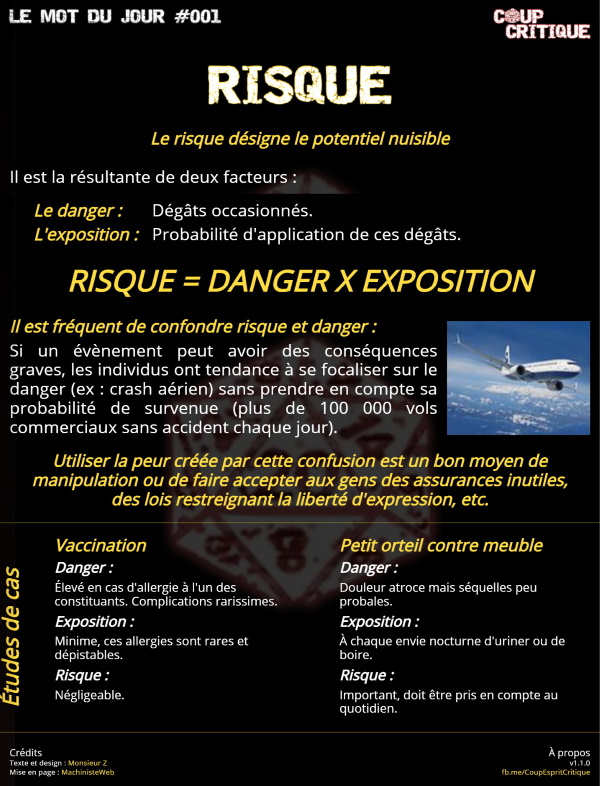 LE MOT DU JOUR #001
COUP
CRITIQUE
RISQUE
Le risque désigne le potentiel nuisible
Il est la résultante de deux facteurs :
Le danger : Dégâts occasionnés.
L'exposition : Probabilité d'application de ces dégâts.
RISQUE = DANGER X EXPOSITION
Il est fréquent de confondre risque et danger :
Si un évènement peut avoir des conséquences
graves, les individus ont tendance à se focaliser sur le
danger (ex : crash aérien) sans prendre en compte sa
probabilité de survenue (plus de 100 000 vols
commerciaux sans accident chaque jour).
Utiliser la peur créée par cette confusion est un bon moyen de
manipulation ou de faire accepter aux gens des assurances inutiles,
des lois restreignant la liberté d'expression, etc.
Études de cas
Vaccination
Danger :
Élevé en cas d'allergie à l'un des
constituants. Complications rarissimes.
Exposition :
Minime, ces allergies sont rares et
dépistables.
Risque :
Négligeable.
Petit orteil contre meuble
Danger :
Douleur atroce mais séquelles peu
probales.
Exposition :
À chaque envie nocturne d'uriner ou de
boire.
Risque :
Important, doit être pris en compte au
quotidien.
Crédits
Texte et design : Monsieur Z
Mise en page : MachinisteWeb
À propos
v1.1.0
fb.me/CoupEspritCritique